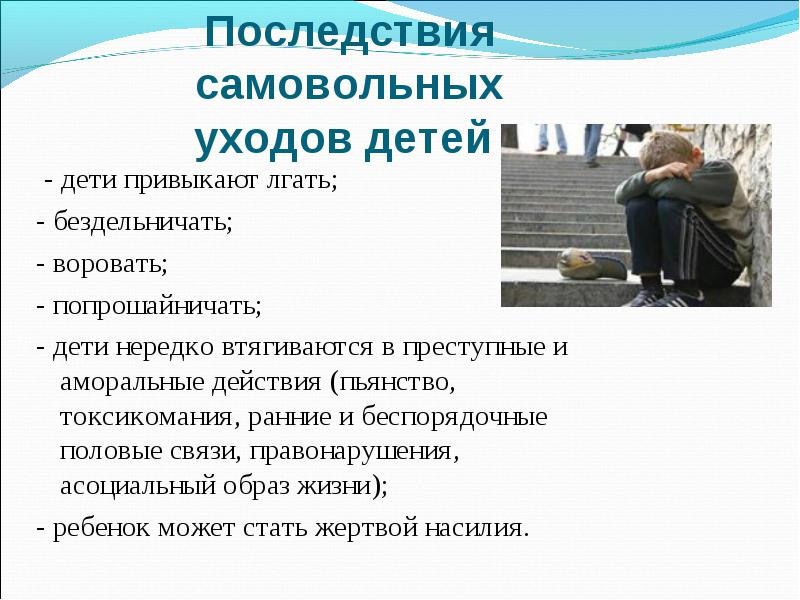 Последствия
самовольных
уходов детей
- дети привыкают лгать;
- бездельничать;
- воровать;
- попрошайничать;
- дети нередко втягиваются в преступные и
аморальные действия (пьянство,
токсикомания, ранние и беспорядочные
половые связи, правонарушения,
асоциальный образ жизни);
- ребенок может стать жертвой насилия.